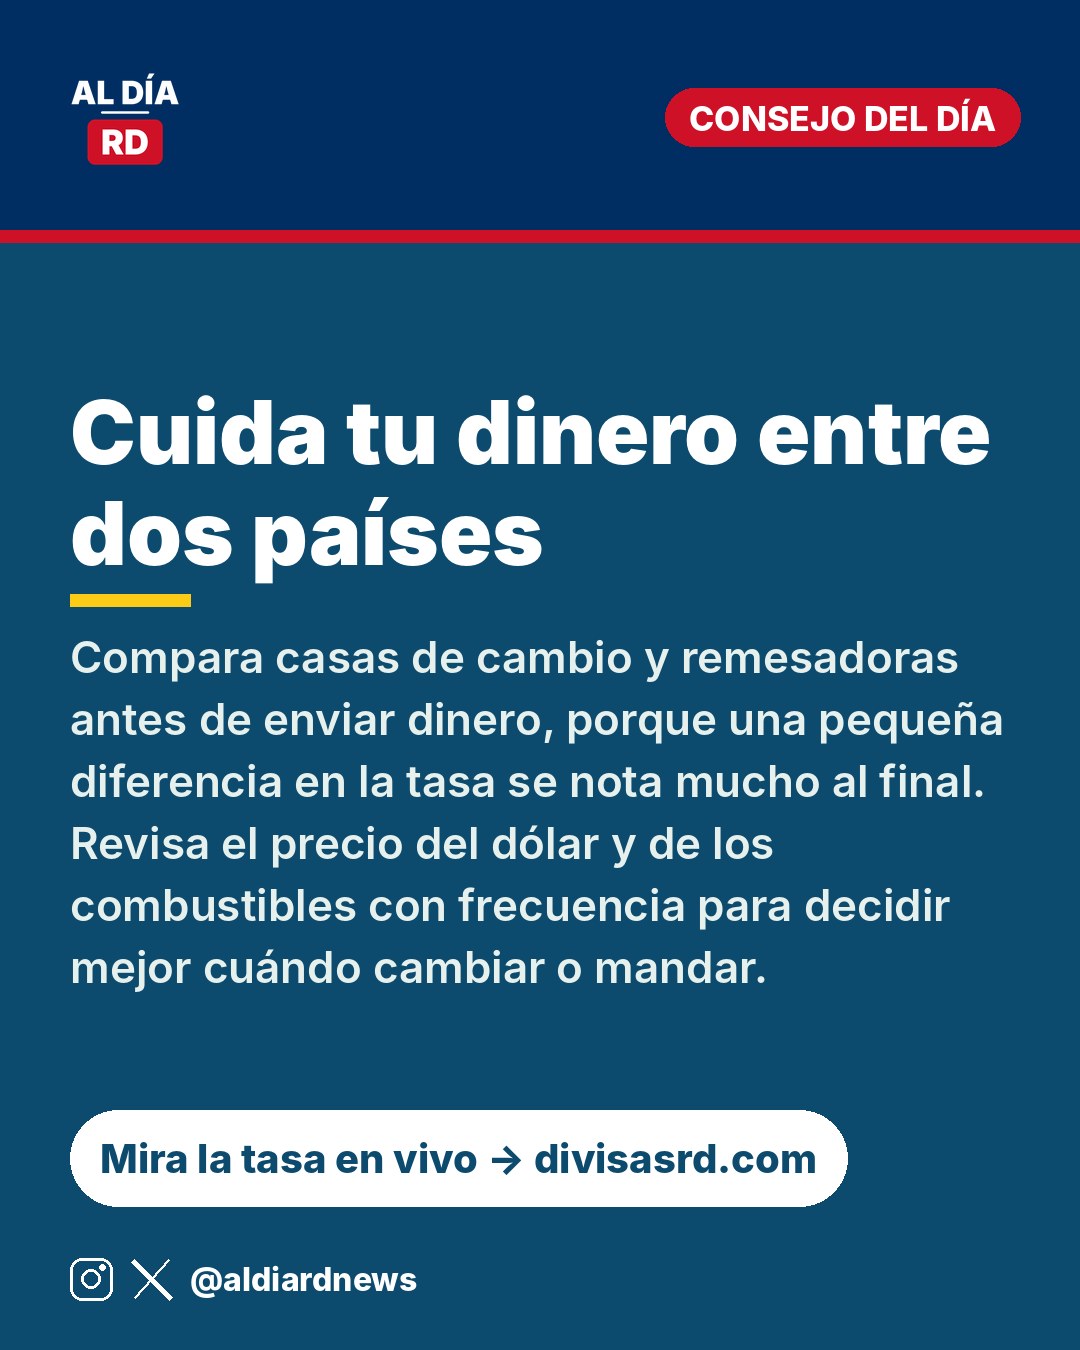 AL DÍA
RD
CONSEJO DEL DÍA
Cuida tu dinero entre
dos países
Compara casas de cambio y remesadoras
antes de enviar dinero, porque una pequeña
diferencia en la tasa se nota mucho al final.
Revisa el precio del dólar y de los
combustibles con frecuencia para decidir
mejor cuándo cambiar o mandar.
Mira la tasa en vivo → divisasrd.com
@aldiardnews